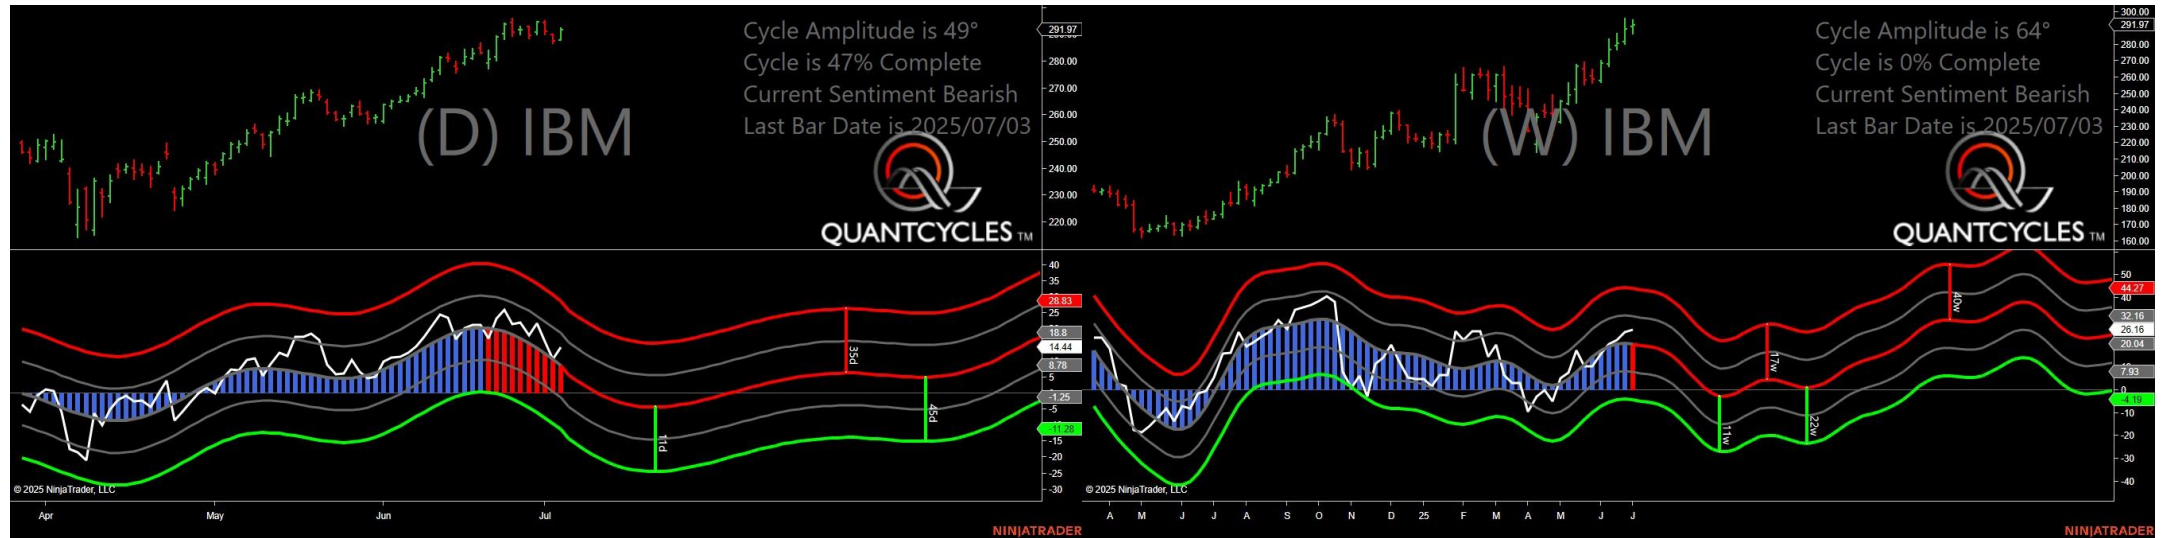 Cycle Amplitude is 49°
Cycle is 47% Complete
Current Sentiment Bearish
Last Bar Date is 2025/07/03
(D) IBM
QUANTCYCLES TM
291.97
280.00
270.00
260.00
250.00
240.00
230.00
220.00
40
35
28.83
25
18.8
14.44
8.78
5
-1.25
-5
-11.28
-15
-20
-25
-30
11d
35d
45d
© 2025 NinjaTrader, LLC
Apr May Jun Jul
NINJATRADER
Cycle Amplitude is 64°
Cycle is 0% Complete
Current Sentiment Bearish
Last Bar Date is 2025/07/03
(W) IBM
QUANTCYCLES TM
300.00
291.97
280.00
270.00
260.00
250.00
240.00
230.00
220.00
210.00
200.00
190.00
180.00
170.00
160.00
50
44.27
40
32.16
26.16
20.04
7.93
0
-4.19
-10
-20
-30
-40
11w
17w
22w
40w
© 2025 NinjaTrader, LLC
A M J J A S O N D 25 F M A M J J
NINJATRADER